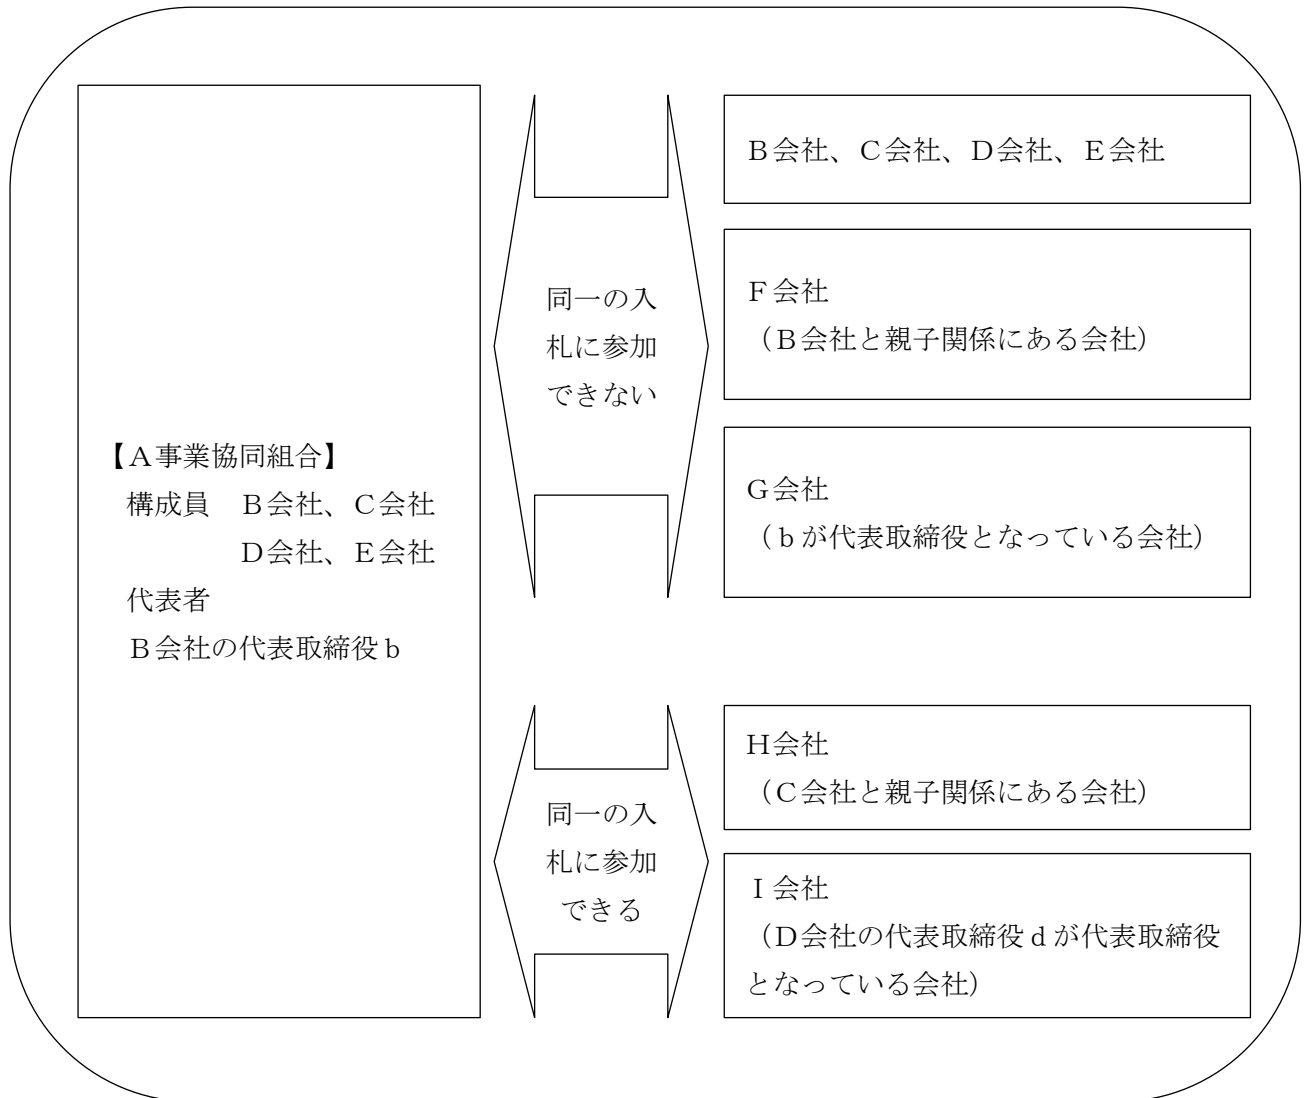 【Ａ事業協同組合】
構成員　Ｂ会社、Ｃ会社
Ｄ会社、Ｅ会社
代表者
Ｂ会社の代表取締役ｂ
同一の入
札に参加
できない
Ｂ会社、Ｃ会社、Ｄ会社、Ｅ会社
Ｆ会社
（Ｂ会社と親子関係にある会社）
Ｇ会社
（ｂが代表取締役となっている会社）
同一の入
札に参加
できる
Ｈ会社
（Ｃ会社と親子関係にある会社）
Ｉ会社
（Ｄ会社の代表取締役ｄが代表取締役
となっている会社）